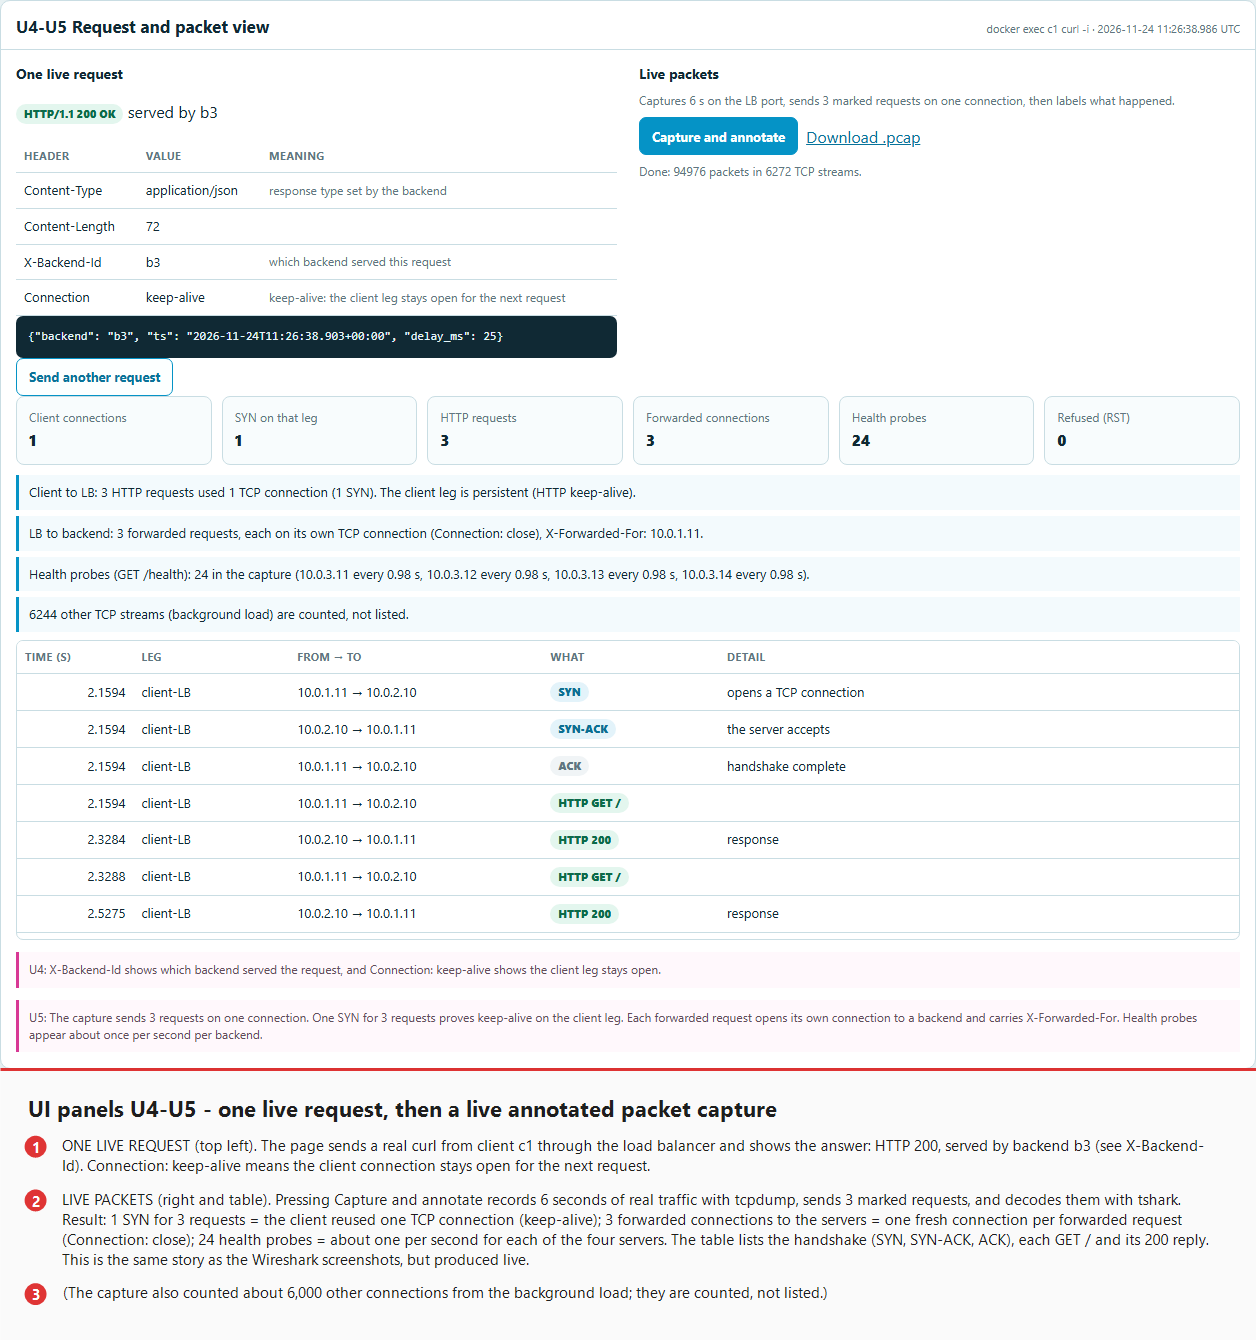 U4-U5 Request and packet view
docker exec c1 curl -i · 2026-11-24 11:26:38.986 UTC
One live request
HTTP/1.1 200 OK served by b3
HEADER VALUE MEANING
Content-Type application/json response type set by the backend
Content-Length 72
X-Backend-Id b3 which backend served this request
Connection keep-alive keep-alive: the client leg stays open for the next request
{"backend": "b3", "ts": "2026-11-24T11:26:38.903+00:00", "delay_ms": 25}
Send another request
Live packets
Captures 6 s on the LB port, sends 3 marked requests on one connection, then labels what happened.
Capture and annotate Download .pcap
Done: 94976 packets in 6272 TCP streams.
Client connections SYN on that leg HTTP requests Forwarded connections Health probes Refused (RST)
1 1 3 3 24 0
Client to LB: 3 HTTP requests used 1 TCP connection (1 SYN). The client leg is persistent (HTTP keep-alive).
LB to backend: 3 forwarded requests, each on its own TCP connection (Connection: close), X-Forwarded-For: 10.0.1.11.
Health probes (GET /health): 24 in the capture (10.0.3.11 every 0.98 s, 10.0.3.12 every 0.98 s, 10.0.3.13 every 0.98 s, 10.0.3.14 every 0.98 s).
6244 other TCP streams (background load) are counted, not listed.
TIME (S) LEG FROM → TO WHAT DETAIL
2.1594 client-LB 10.0.1.11 → 10.0.2.10 SYN opens a TCP connection
2.1594 client-LB 10.0.2.10 → 10.0.1.11 SYN-ACK the server accepts
2.1594 client-LB 10.0.1.11 → 10.0.2.10 ACK handshake complete
2.1594 client-LB 10.0.1.11 → 10.0.2.10 HTTP GET /
2.3284 client-LB 10.0.2.10 → 10.0.1.11 HTTP 200 response
2.3288 client-LB 10.0.1.11 → 10.0.2.10 HTTP GET /
2.5275 client-LB 10.0.2.10 → 10.0.1.11 HTTP 200 response
U4: X-Backend-Id shows which backend served the request, and Connection: keep-alive shows the client leg stays open.
U5: The capture sends 3 requests on one connection. One SYN for 3 requests proves keep-alive on the client leg. Each forwarded request opens its own connection to a backend and carries X-Forwarded-For. Health probes
appear about once per second per backend.
UI panels U4-U5 - one live request, then a live annotated packet capture
1 ONE LIVE REQUEST (top left). The page sends a real curl from client c1 through the load balancer and shows the answer: HTTP 200, served by backend b3 (see X-Backend-
Id). Connection: keep-alive means the client connection stays open for the next request.
2 LIVE PACKETS (right and table). Pressing Capture and annotate records 6 seconds of real traffic with tcpdump, sends 3 marked requests, and decodes them with tshark.
Result: 1 SYN for 3 requests = the client reused one TCP connection (keep-alive); 3 forwarded connections to the servers = one fresh connection per forwarded request
(Connection: close); 24 health probes = about one per second for each of the four servers. The table lists the handshake (SYN, SYN-ACK, ACK), each GET / and its 200 reply.
This is the same story as the Wireshark screenshots, but produced live.
3 (The capture also counted about 6,000 other connections from the background load; they are counted, not listed.)